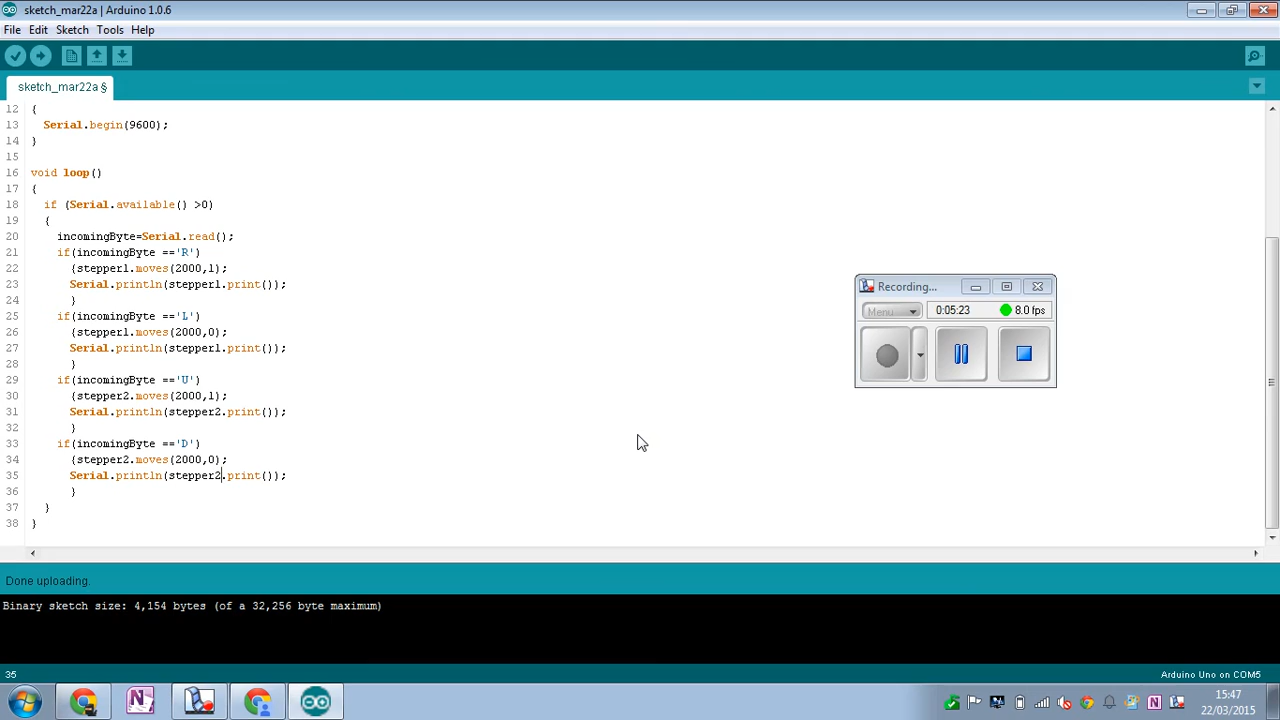 sketch_mar22a | Arduino 1.0.6
File Edit Sketch Tools Help
sketch_mar22a §
12 {
13 Serial.begin(9600);
14 }
15
16 void loop()
17 {
18 if (Serial.available() >0)
19 {
20 incomingByte=Serial.read();
21 if(incomingByte =='R')
22 {stepper1.moves(2000,1);
23 Serial.println(stepper1.print());
24 }
25 if(incomingByte =='L')
26 {stepper1.moves(2000,0);
27 Serial.println(stepper1.print());
28 }
29 if(incomingByte =='U')
30 {stepper2.moves(2000,1);
31 Serial.println(stepper2.print());
32 }
33 if(incomingByte =='D')
34 {stepper2.moves(2000,0);
35 Serial.println(stepper2.print());
36 }
37 }
38 }
Recording...
Menu 0:05:23 8.0 fps
Done uploading.
Binary sketch size: 4,154 bytes (of a 32,256 byte maximum)
35 Arduino Uno on COM5
15:47
22/03/2015